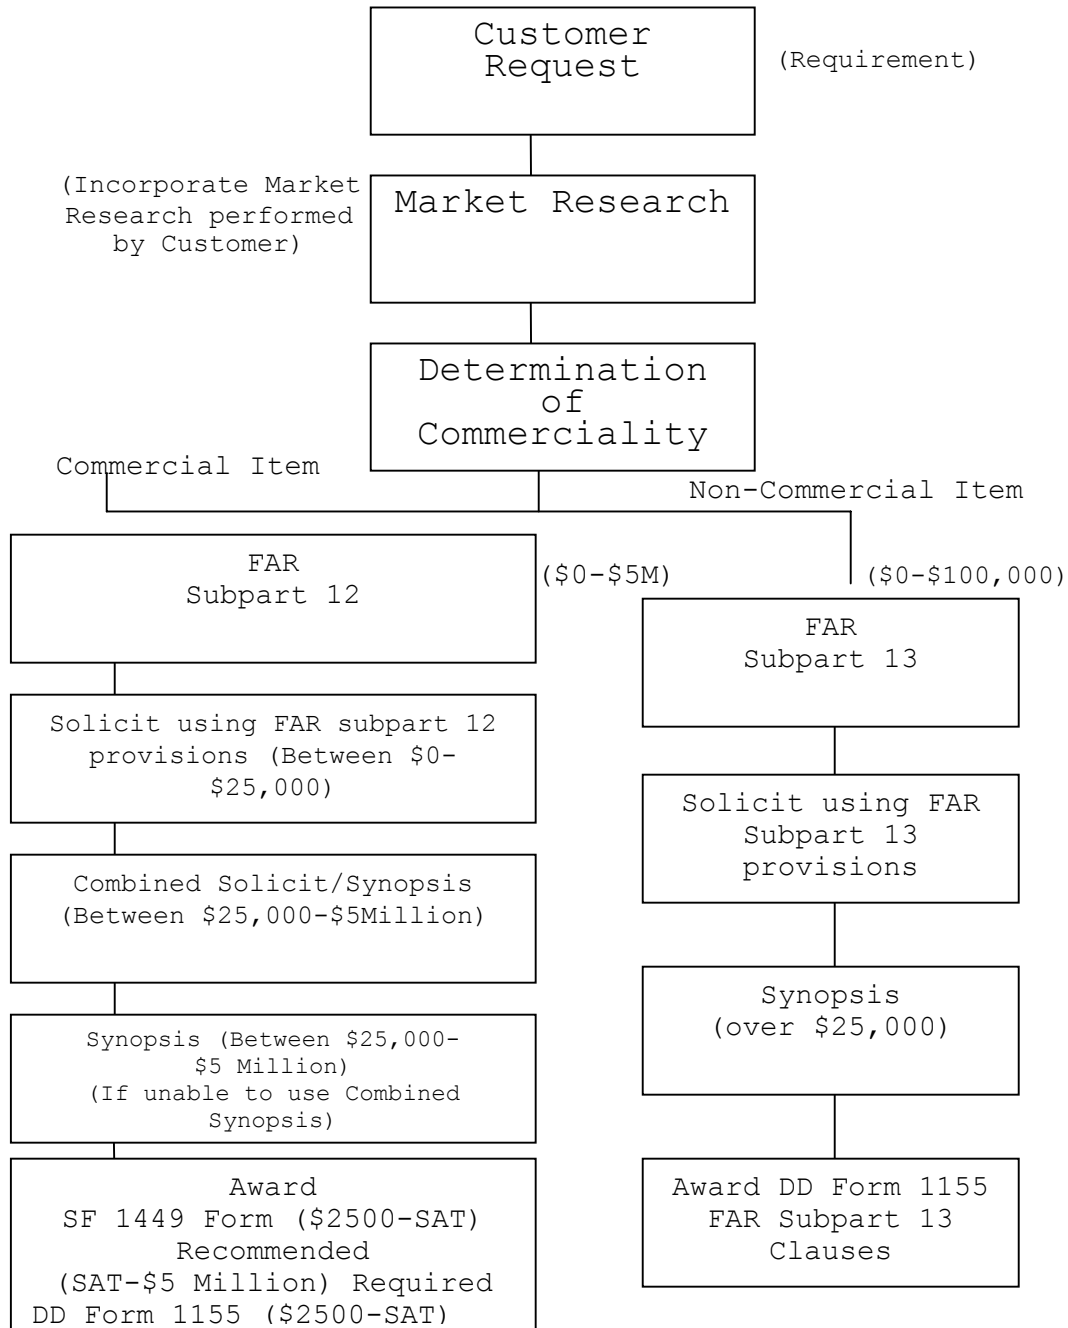 Customer
Request
(Requirement)
(Incorporate Market
Research performed
by Customer)
Market Research
Determination
of
Commerciality
Commercial Item
Non-Commercial Item
FAR
Subpart 12
($0-$5M)
($0-$100,000)
FAR
Subpart 13
Solicit using FAR subpart 12
provisions (Between $0-
$25,000)
Solicit using FAR
Subpart 13
provisions
Combined Solicit/Synopsis
(Between $25,000-$5Million)
Synopsis
(over $25,000)
Synopsis (Between $25,000-
$5 Million)
(If unable to use Combined
Synopsis)
Award
SF 1449 Form ($2500-SAT)
Recommended
(SAT-$5 Million) Required
DD Form 1155 ($2500-SAT)
Award DD Form 1155
FAR Subpart 13
Clauses